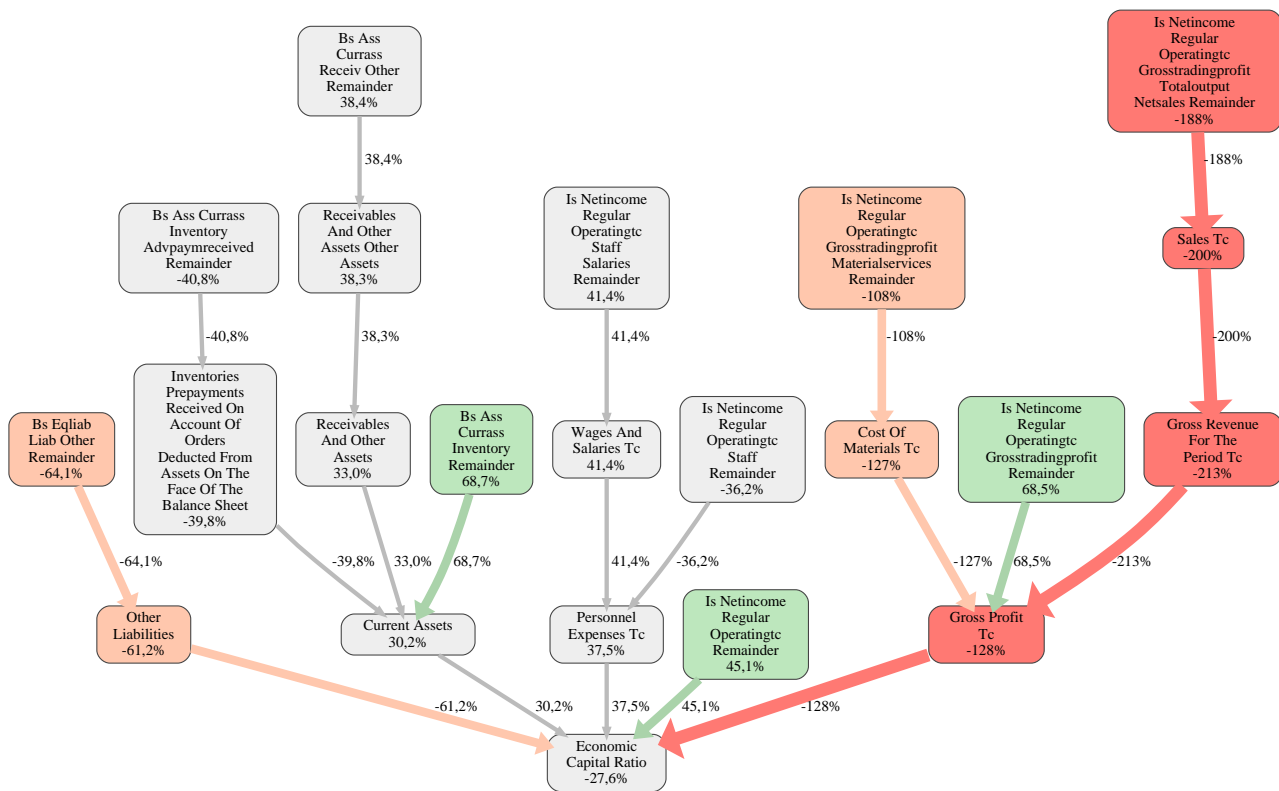 Bs Ass
Currass
Receiv Other
Remainder
38,4%
Is Netincome
Regular
Operatingtc
Grosstradingprofit
Totaloutput
Netsales Remainder
-188%
38,4%
-188%
Bs Ass Currass
Inventory
Advpaymreceived
Remainder
-40,8%
Receivables
And Other
Assets Other
Assets
38,3%
Is Netincome
Regular
Operatingtc
Staff
Salaries
Remainder
41,4%
Is Netincome
Regular
Operatingtc
Grosstradingprofit
Materialservices
Remainder
-108%
Sales Tc
-200%
-40,8%
38,3%
41,4%
-108%
-200%
Bs Eqliab
Liab Other
Remainder
-64,1%
Inventories
Prepayments
Received On
Account Of
Orders
Deducted From
Assets On The
Face Of The
Balance Sheet
-39,8%
Receivables
And Other
Assets
33,0%
Bs Ass
Currass
Inventory
Remainder
68,7%
Wages And
Salaries Tc
41,4%
Is Netincome
Regular
Operatingtc
Staff
Remainder
-36,2%
Cost Of
Materials Tc
-127%
Is Netincome
Regular
Operatingtc
Grosstradingprofit
Remainder
68,5%
Gross Revenue
For The
Period Tc
-213%
-64,1%
-39,8%
33,0%
68,7%
41,4%
-36,2%
-127%
68,5%
-213%
Other
Liabilities
-61,2%
Current Assets
30,2%
Personnel
Expenses Tc
37,5%
Is Netincome
Regular
Operatingtc
Remainder
45,1%
Gross Profit
Tc
-128%
-61,2%
30,2%
37,5%
45,1%
-128%
Economic
Capital Ratio
-27,6%